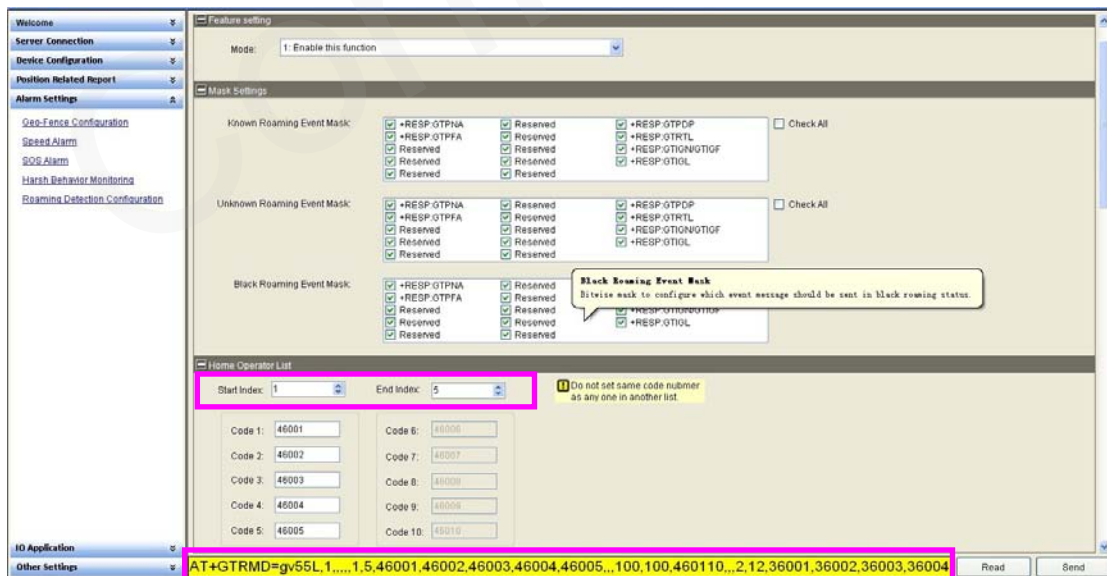 Welcome
Server Connection
Device Configuration
Position Related Report
Alarm Settings
Geo-Fence Configuration
Speed Alarm
SOS Alarm
Harsh Behavior Monitoring
Roaming Detection Configuration
IO Application
Other Settings
Feature setting
Mode: 1: Enable this function
Mask Settings
Known Roaming Event Mask: +RESP:GTPNA Reserved +RESP:GTPDP Check All
+RESP:GTPFA Reserved +RESP:GTRTL
Reserved Reserved +RESP:GTIGN/GTIGF
Reserved Reserved +RESP:GTIGL
Reserved Reserved
Unknown Roaming Event Mask: +RESP:GTPNA Reserved +RESP:GTPDP Check All
+RESP:GTPFA Reserved +RESP:GTRTL
Reserved Reserved +RESP:GTIGN/GTIGF
Reserved Reserved +RESP:GTIGL
Reserved Reserved
Black Roaming Event Mask: +RESP:GTPNA Reserved
+RESP:GTPFA Reserved
Reserved Reserved +RESP:GTIGN/GTIGF
Reserved Reserved +RESP:GTIGL
Reserved Reserved
Black Roaming Event Mask
Bitwise mask to configure which event message should be sent in black roaming status.
Home Operator List
Start Index: 1 End Index: 5
Do not set same code nubmer
as any one in another list.
Code 1: 46001 Code 6: 46006
Code 2: 46002 Code 7: 46007
Code 3: 46003 Code 8: 46008
Code 4: 46004 Code 9: 46009
Code 5: 46005 Code 10: 46010
AT+GTRMD=gv55L,1,,,,,1,5,46001,46002,46003,46004,46005,,,100,100,460110,,,2,12,36001,36002,36003,36004
Read Send